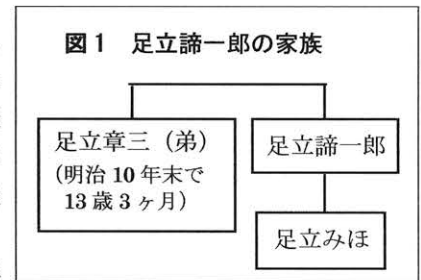 図1 足立諦一郎の家族
足立章三(弟)
(明治10年末で
13歳3ヶ月)
足立諦一郎
足立みほ